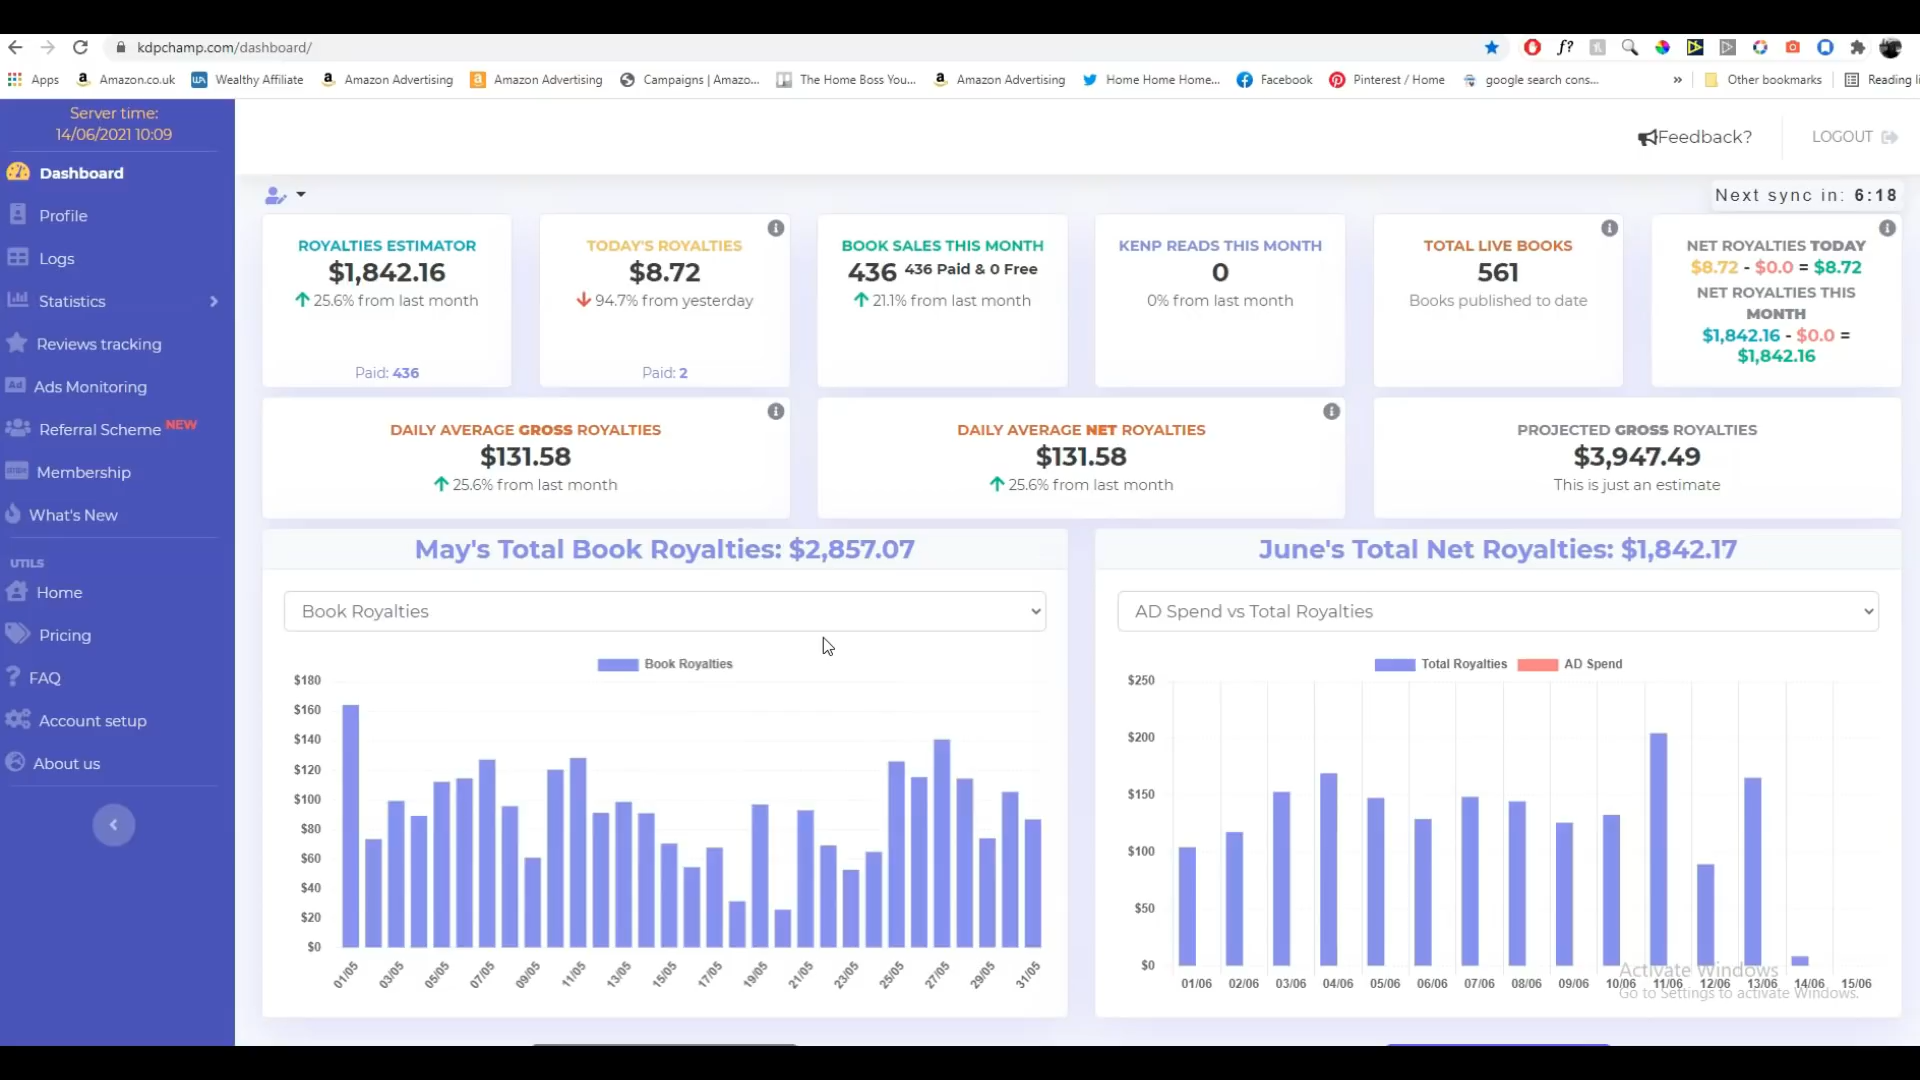 kdpchamp.com/dashboard/
f?
Apps
Amazon.co.uk
Wealthy Affiliate
Amazon Advertising
Amazon Advertising
Campaigns | Amazo...
The Home Boss You...
Amazon Advertising
Home Home Home...
Facebook
Pinterest / Home
google search cons...
»
Other bookmarks
Reading l
Server time:
14/06/2021 10:09
Dashboard
Profile
Logs
Statistics
Reviews tracking
Ads Monitoring
Referral Scheme NEW
Membership
What's New
UTILS
Home
Pricing
FAQ
Account setup
About us
Feedback?
LOGOUT
Next sync in: 6:18
ROYALTIES ESTIMATOR
$1,842.16
25.6% from last month
Paid: 436
TODAY'S ROYALTIES
$8.72
94.7% from yesterday
Paid: 2
BOOK SALES THIS MONTH
436 436 Paid & 0 Free
21.1% from last month
KENP READS THIS MONTH
0
0% from last month
TOTAL LIVE BOOKS
561
Books published to date
NET ROYALTIES TODAY
$8.72 - $0.0 = $8.72
NET ROYALTIES THIS
MONTH
$1,842.16 - $0.0 =
$1,842.16
DAILY AVERAGE GROSS ROYALTIES
$131.58
25.6% from last month
DAILY AVERAGE NET ROYALTIES
$131.58
25.6% from last month
PROJECTED GROSS ROYALTIES
$3,947.49
This is just an estimate
May's Total Book Royalties: $2,857.07
Book Royalties
Book Royalties
$180
$160
$140
$120
$100
$80
$60
$40
$20
$0
01/05 03/05 05/05 07/05 09/05 11/05 13/05 15/05 17/05 19/05 21/05 23/05 25/05 27/05 29/05 31/05
June's Total Net Royalties: $1,842.17
AD Spend vs Total Royalties
Total Royalties AD Spend
$250
$200
$150
$100
$50
$0
01/06 02/06 03/06 04/06 05/06 06/06 07/06 08/06 09/06 10/06 11/06 12/06 13/06 14/06 15/06
Activate Windows
Go to Settings to activate Windows.